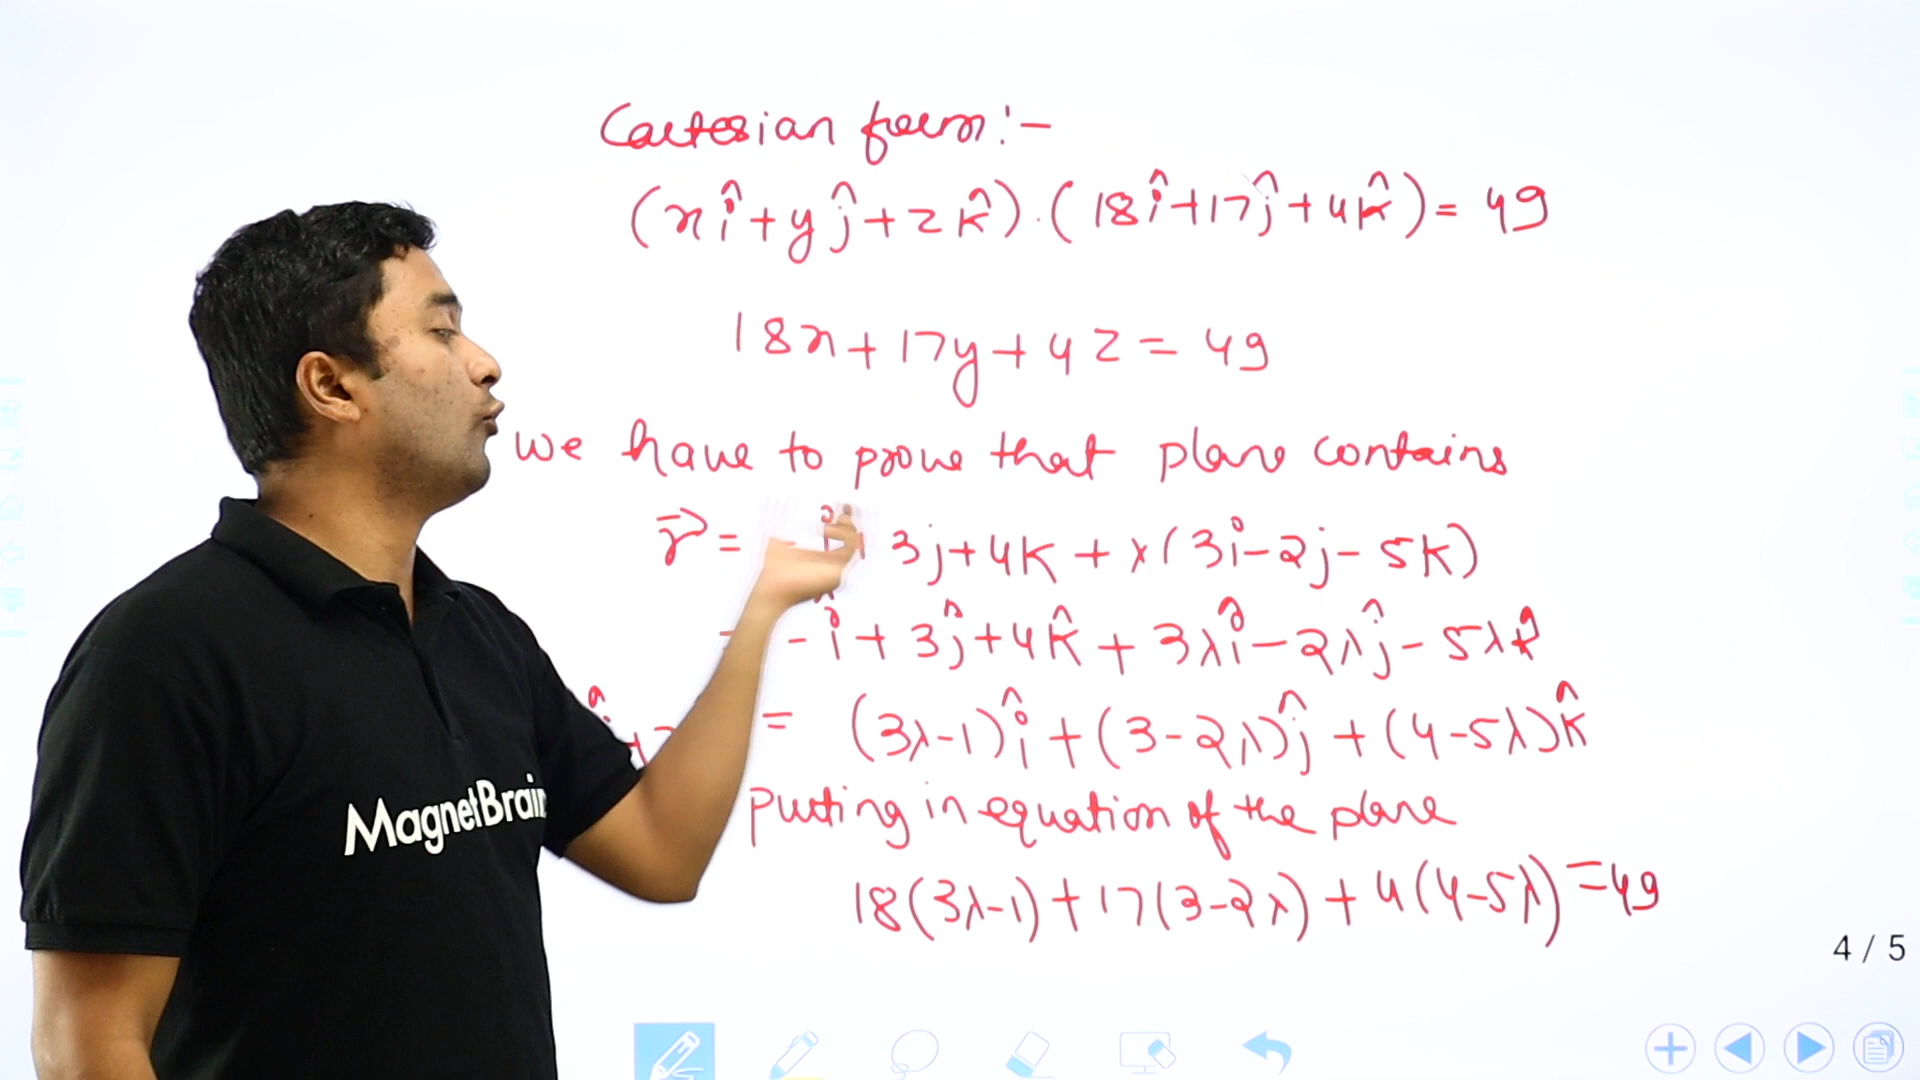 Cartesian form:-
(xî+yĵ+zk̂).(18î+17ĵ+4k̂)=49
18x+17y+4z=49
we have to prove that plane contains
r⃗= -i 3j+4k+λ(3i-2j-5k)
= -î+3ĵ+4k̂+3λî-2λĵ-5λk̂
= (3λ-1)î+(3-2λ)ĵ+(4-5λ)k̂
putting in equation of the plane
18(3λ-1)+17(3-2λ)+4(4-5λ)=49
MagnetBrain
4 / 5